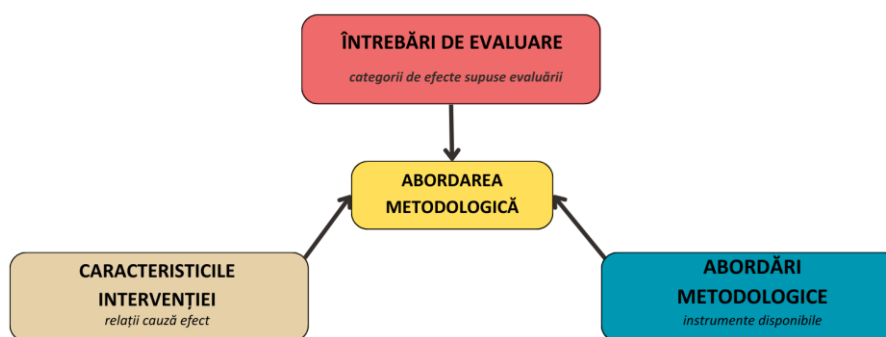 ÎNTREBĂRI DE EVALUARE
categorii de efecte supuse evaluării
ABORDAREA
METODOLOGICĂ
CARACTERISTICILE
INTERVENȚIEI
relații cauză efect
ABORDĂRI
METODOLOGICE
instrumente disponibile